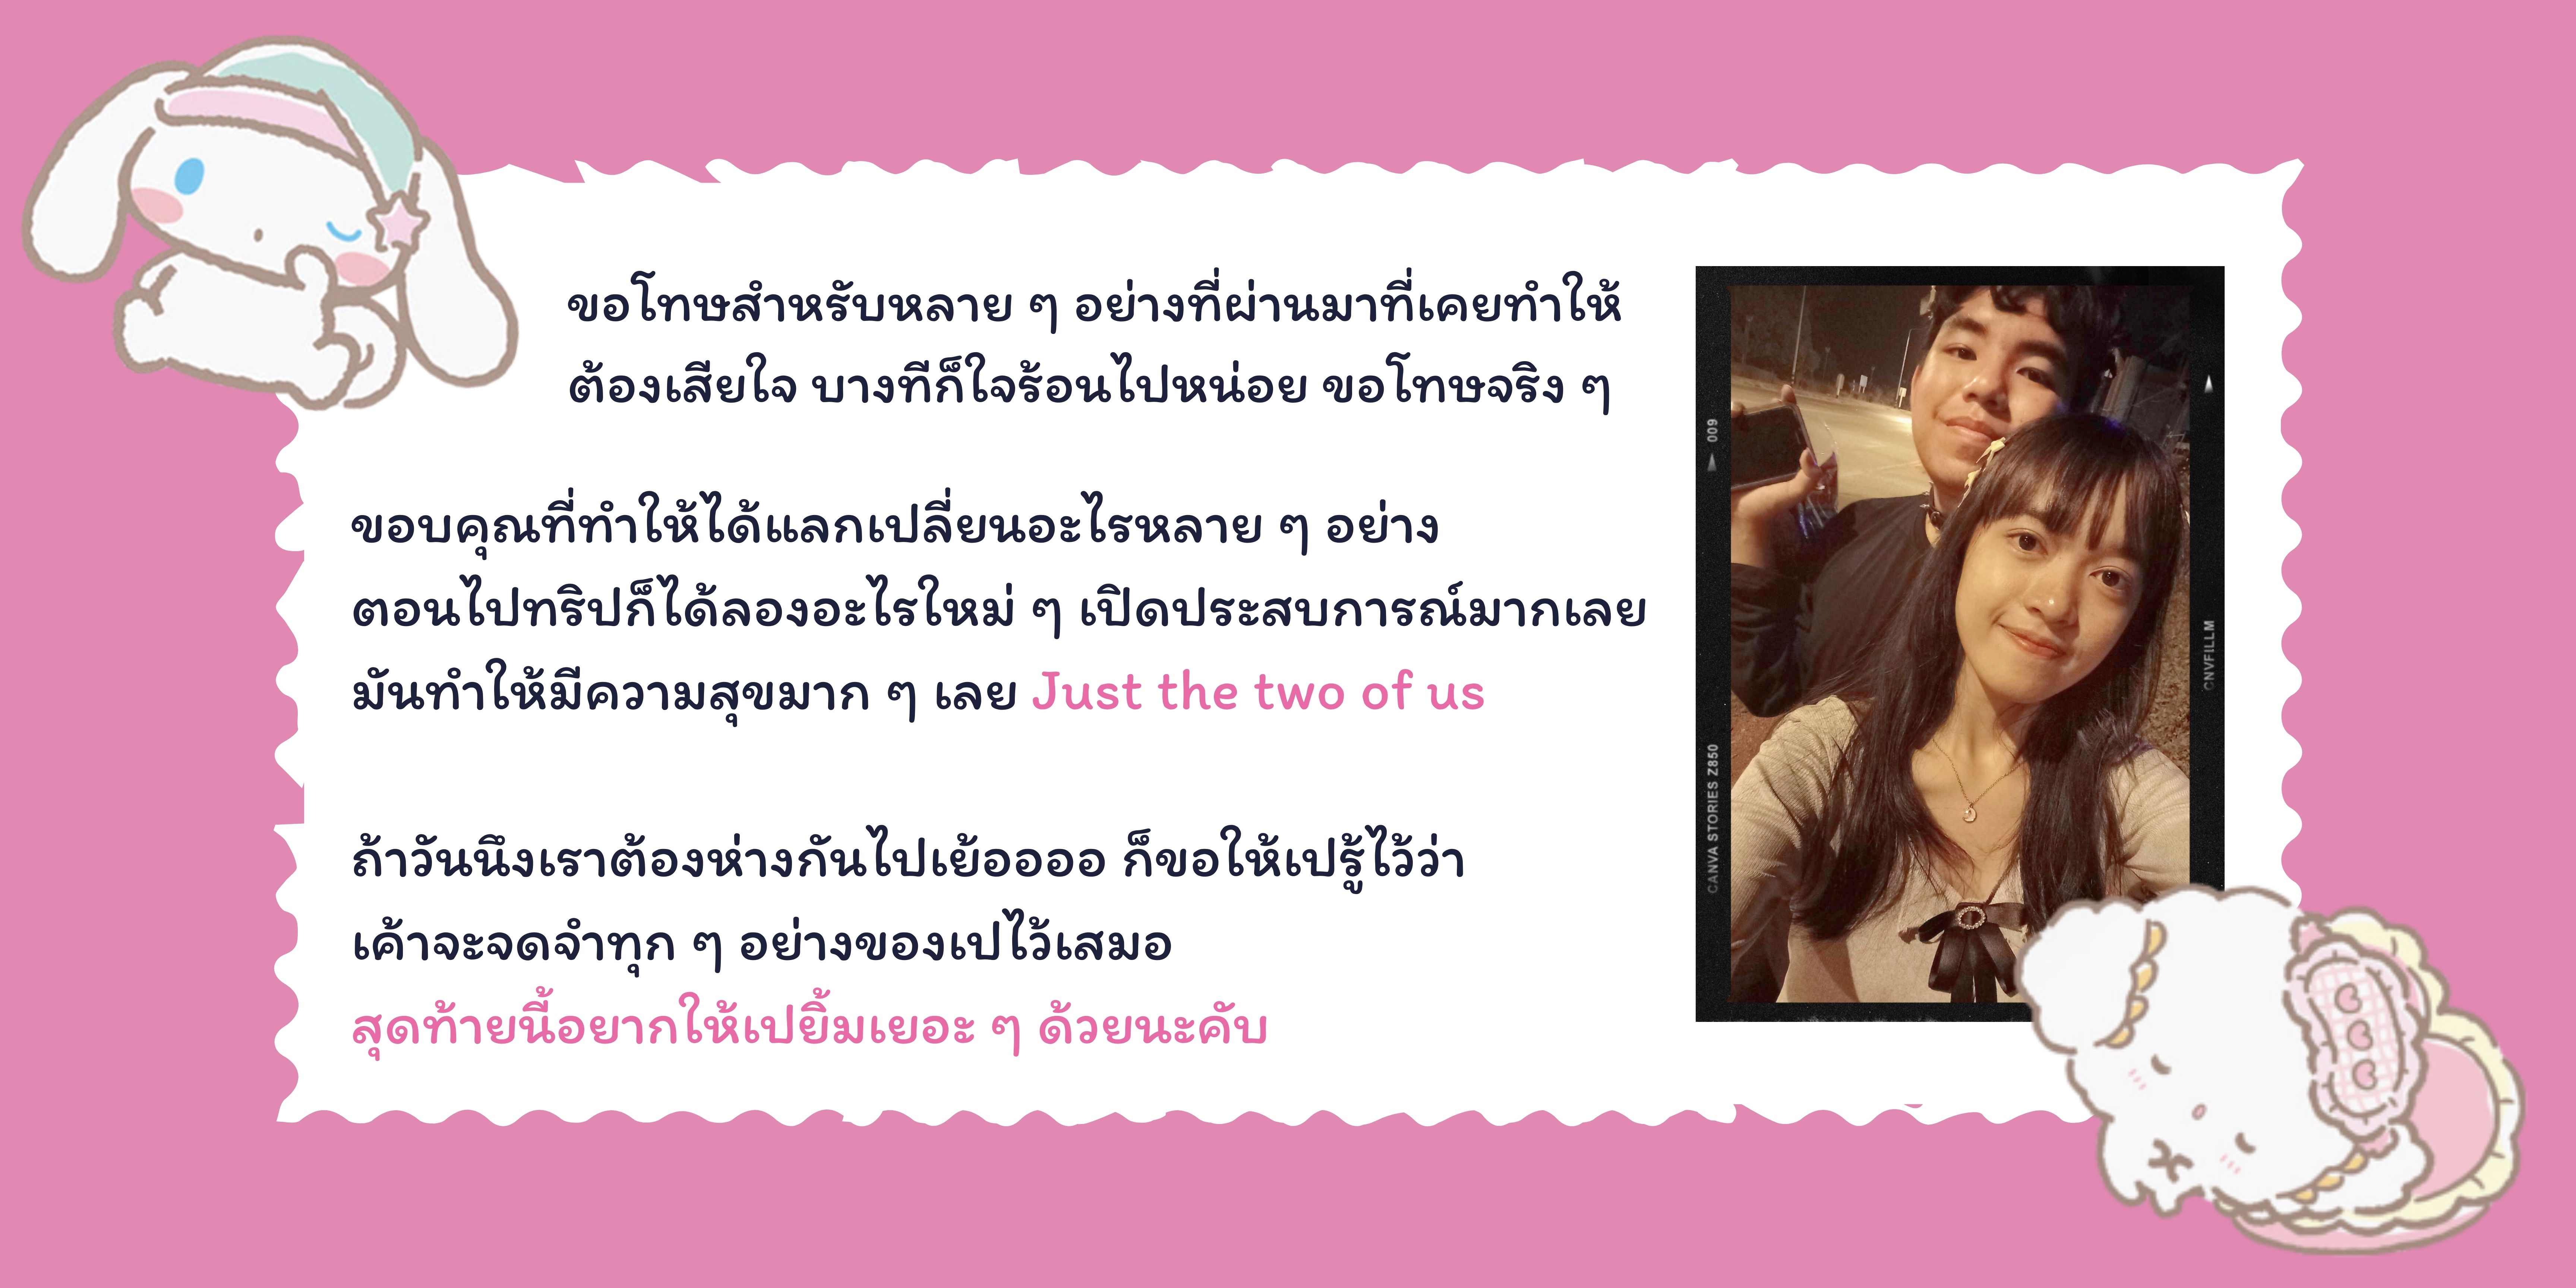 ขอโทษสำหรับหลาย ๆ อย่างที่ผ่านมาที่เคยทำให้
ต้องเสียใจ บางทีก็ใจร้อนไปหน่อย ขอโทษจริง ๆ
ขอบคุณที่ทำให้ได้แลกเปลี่ยนอะไรหลาย ๆ อย่าง
ตอนไปทริปก็ได้ลองอะไรใหม่ ๆ เปิดประสบการณ์มากเลย
มันทำให้มีความสุขมาก ๆ เลย Just the two of us
ถ้าวันนึงเราต้องห่างกันไปเย้ออออ ก็ขอให้เปรู้ไว้ว่า
เค้าจะจดจำทุก ๆ อย่างของเปไว้เสมอ
สุดท้ายนี้อยากให้เปยิ้มเยอะ ๆ ด้วยนะคับ
009
CANVA STORIES Z850
CNVFILLM